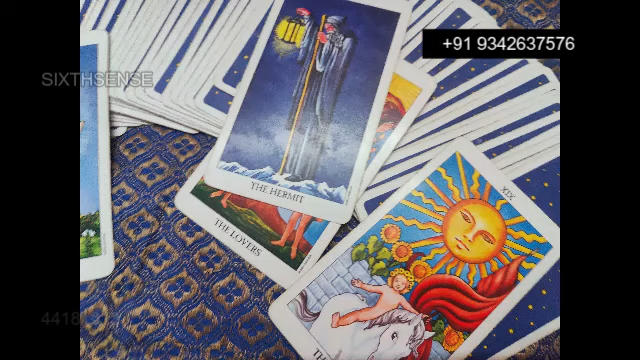 +91 9342637576
SIXTHSENSE
THE HERMIT
THE LOVERS
XIX